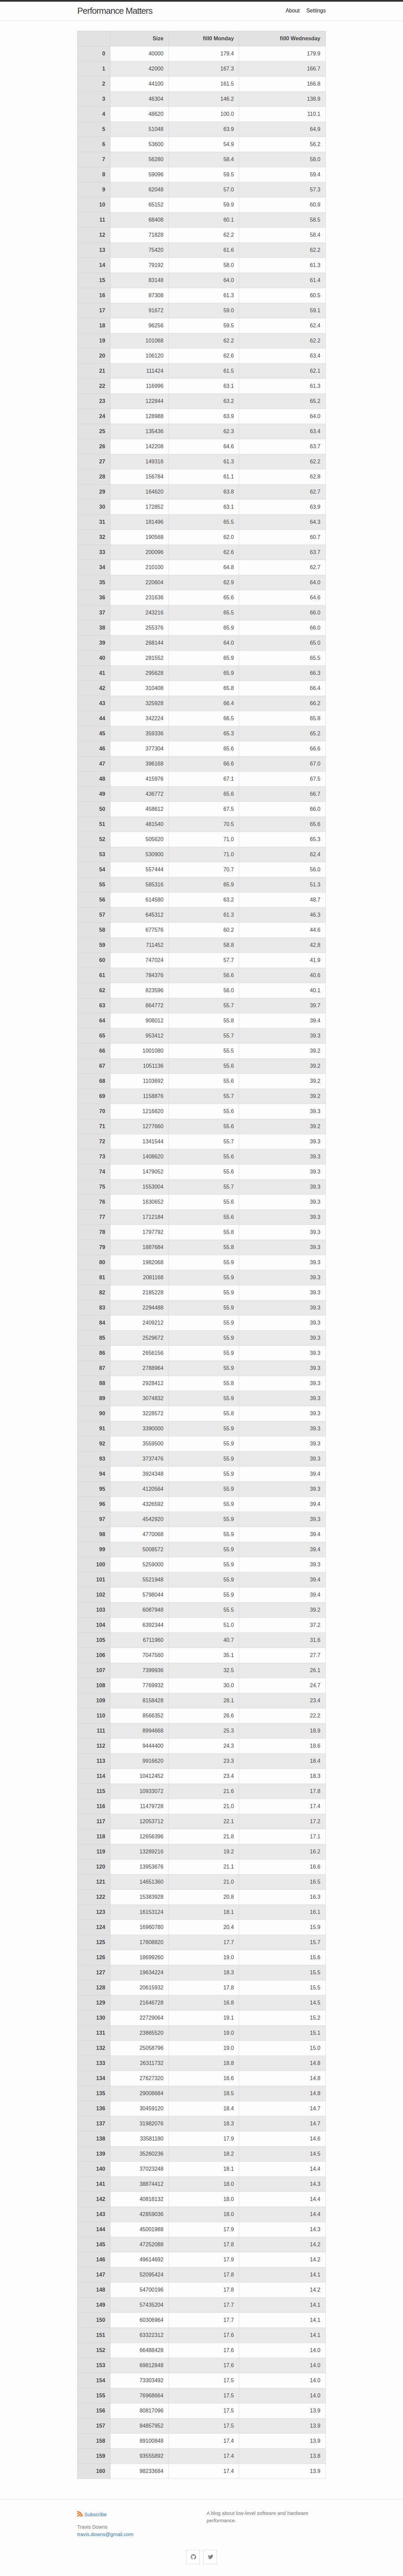 Performance Matters
About Settings
Size fill0 Monday fill0 Wednesday
0 40000 179.4 179.9
1 42000 167.3 166.7
2 44100 161.5 166.8
3 46304 146.2 138.9
4 48620 100.0 110.1
5 51048 63.9 64.9
6 53600 54.9 56.2
7 56280 58.4 58.0
8 59096 59.5 59.4
9 62048 57.0 57.3
10 65152 59.9 60.9
11 68408 60.1 58.5
12 71828 62.2 58.4
13 75420 61.6 62.2
14 79192 58.0 61.3
15 83148 64.0 61.4
16 87308 61.3 60.5
17 91672 59.0 59.1
18 96256 59.5 62.4
19 101068 62.2 62.2
20 106120 62.6 63.4
21 111424 61.5 62.1
22 116996 63.1 61.3
23 122844 63.2 65.2
24 128988 63.9 64.0
25 135436 62.3 63.4
26 142208 64.6 63.7
27 149316 61.3 62.2
28 156784 61.1 62.8
29 164620 63.8 62.7
30 172852 63.1 63.9
31 181496 65.5 64.3
32 190568 62.0 60.7
33 200096 62.6 63.7
34 210100 64.8 62.7
35 220604 62.9 64.0
36 231636 65.6 64.6
37 243216 65.5 66.0
38 255376 65.9 66.0
39 268144 64.0 65.0
40 281552 65.9 65.5
41 295628 65.9 66.3
42 310408 65.8 66.4
43 325928 66.4 66.2
44 342224 66.5 65.8
45 359336 65.3 65.2
46 377304 65.6 66.6
47 396168 66.6 67.0
48 415976 67.1 67.5
49 436772 65.6 66.7
50 458612 67.5 66.0
51 481540 70.5 65.6
52 505620 71.0 65.3
53 530900 71.0 62.4
54 557444 70.7 56.0
55 585316 65.9 51.3
56 614580 63.2 48.7
57 645312 61.3 46.3
58 677576 60.2 44.6
59 711452 58.8 42.8
60 747024 57.7 41.9
61 784376 56.6 40.6
62 823596 56.0 40.1
63 864772 55.7 39.7
64 908012 55.8 39.4
65 953412 55.7 39.3
66 1001080 55.5 39.2
67 1051136 55.6 39.2
68 1103692 55.6 39.2
69 1158876 55.7 39.2
70 1216820 55.6 39.3
71 1277660 55.6 39.2
72 1341544 55.7 39.3
73 1408620 55.6 39.3
74 1479052 55.6 39.3
75 1553004 55.7 39.3
76 1630652 55.6 39.3
77 1712184 55.6 39.3
78 1797792 55.8 39.3
79 1887684 55.8 39.3
80 1982068 55.9 39.3
81 2081168 55.9 39.3
82 2185228 55.9 39.3
83 2294488 55.9 39.3
84 2409212 55.9 39.3
85 2529672 55.9 39.3
86 2656156 55.9 39.3
87 2788964 55.9 39.3
88 2928412 55.8 39.3
89 3074832 55.9 39.3
90 3228572 55.8 39.3
91 3390000 55.9 39.3
92 3559500 55.9 39.3
93 3737476 55.9 39.3
94 3924348 55.9 39.4
95 4120564 55.9 39.3
96 4326592 55.9 39.4
97 4542920 55.9 39.3
98 4770068 55.9 39.4
99 5008572 55.9 39.4
100 5259000 55.9 39.3
101 5521948 55.9 39.4
102 5798044 55.9 39.4
103 6087948 55.5 39.2
104 6392344 51.0 37.2
105 6711960 40.7 31.6
106 7047560 35.1 27.7
107 7399936 32.5 26.1
108 7769932 30.0 24.7
109 8158428 28.1 23.4
110 8566352 26.6 22.2
111 8994668 25.3 18.9
112 9444400 24.3 18.6
113 9916620 23.3 18.4
114 10412452 23.4 18.3
115 10933072 21.6 17.8
116 11479728 21.0 17.4
117 12053712 22.1 17.2
118 12656396 21.8 17.1
119 13289216 19.2 16.2
120 13953676 21.1 16.6
121 14651360 21.0 16.5
122 15383928 20.8 16.3
123 16153124 18.1 16.1
124 16960780 20.4 15.9
125 17808820 17.7 15.7
126 18699260 19.0 15.6
127 19634224 18.3 15.5
128 20615932 17.8 15.5
129 21646728 16.8 14.5
130 22729064 19.1 15.2
131 23865520 19.0 15.1
132 25058796 19.0 15.0
133 26311732 18.8 14.8
134 27627320 18.6 14.8
135 29008684 18.5 14.8
136 30459120 18.4 14.7
137 31982076 18.3 14.7
138 33581180 17.9 14.6
139 35260236 18.2 14.5
140 37023248 18.1 14.4
141 38874412 18.0 14.3
142 40818132 18.0 14.4
143 42859036 18.0 14.4
144 45001988 17.9 14.3
145 47252088 17.8 14.2
146 49614692 17.9 14.2
147 52095424 17.8 14.1
148 54700196 17.8 14.2
149 57435204 17.7 14.1
150 60306964 17.7 14.1
151 63322312 17.6 14.1
152 66488428 17.6 14.0
153 69812848 17.6 14.0
154 73303492 17.5 14.0
155 76968664 17.5 14.0
156 80817096 17.5 13.9
157 84857952 17.5 13.9
158 89100848 17.4 13.9
159 93555892 17.4 13.8
160 98233684 17.4 13.9
Subscribe
Travis Downs
travis.downs@gmail.com
A blog about low-level software and hardware
performance.